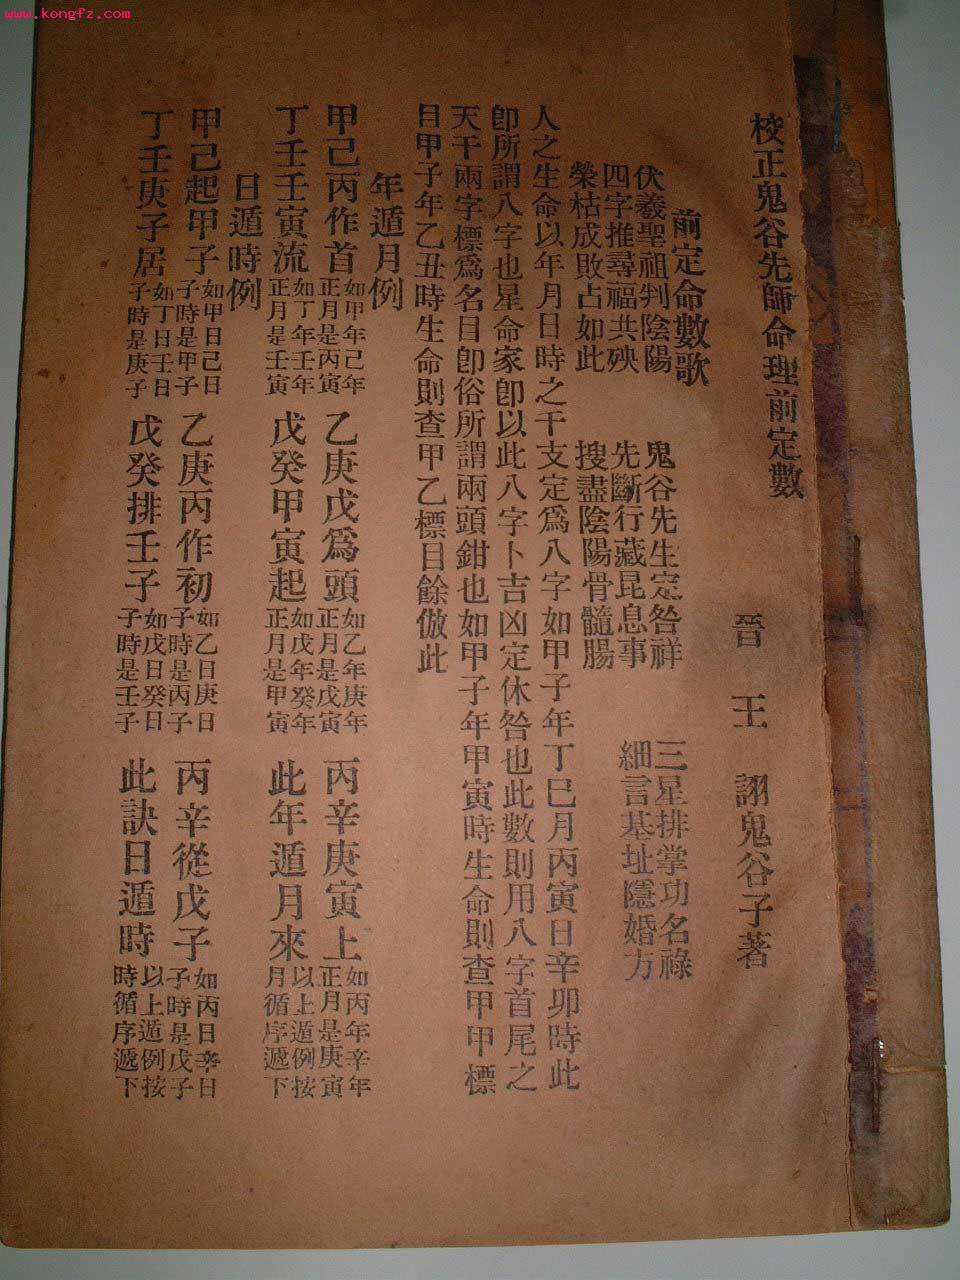 www.kongfz.com
校正鬼谷先師命理前定數
晉 王 詡鬼谷子著
前定命數歌
伏羲聖祖判陰陽 鬼谷先生定咎祥 三星排掌功名祿
四字推尋福共殃 先斷行藏昆息事 細言基址隱婚方
榮枯成敗占如此 搜盡陰陽骨髓腸
人之生命以年月日時之干支定為八字如甲子年丁巳月丙寅日辛卯時此
卽所謂八字也星命家卽以此八字卜吉凶定休咎也此數則用八字首尾之
天干兩字標爲名目卽俗所謂兩頭鉗也如甲子年甲寅時生命則查甲甲標
目甲子年乙丑時生命則查甲乙標目餘倣此
年遁月例
甲己丙作首 如甲年己年正月是丙寅 乙庚戊爲頭 如乙年庚年正月是戊寅 丙辛庚寅上 如丙年辛年正月是庚寅
丁壬壬寅流 如丁年壬年正月是壬寅 戊癸甲寅起 如戊年癸年正月是甲寅 此年遁月來 以上遁例按月循序遞下
日遁時例
甲己起甲子 如甲日己日子時是甲子 乙庚丙作初 如乙日庚日子時是丙子 丙辛從戊子 如丙日辛日子時是戊子
丁壬庚子居 如丁日壬日子時是庚子 戊癸排壬子 如戊日癸日子時是壬子 此訣日遁時 以上遁例按時循序遞下